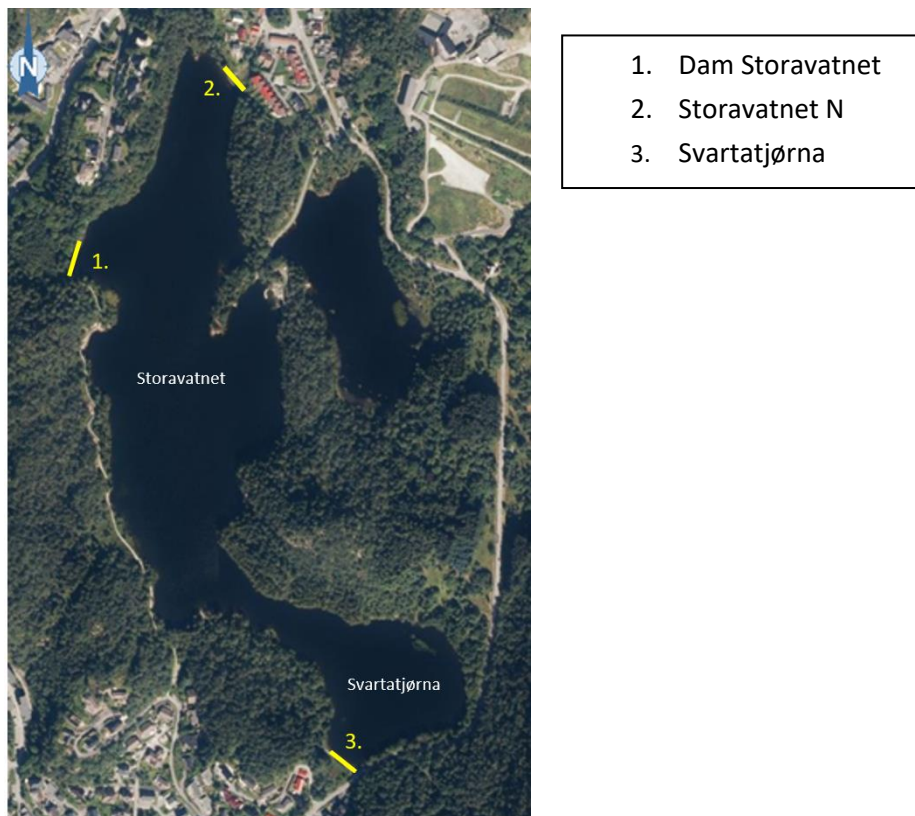 N
2.
1.
Storavatnet
Svartatjørna
3.
1. Dam Storavatnet
2. Storavatnet N
3. Svartatjørna